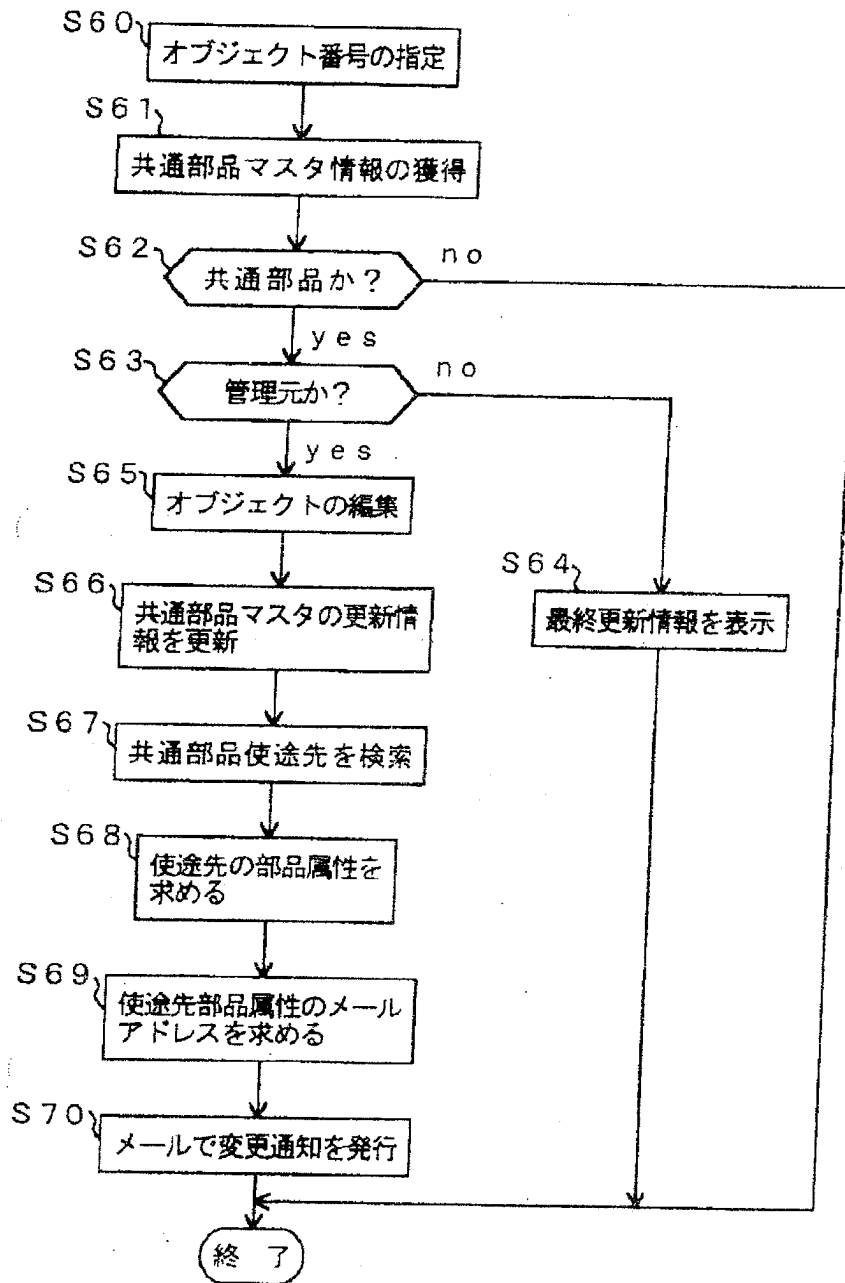 S60
オブジェクト番号の指定
S61
共通部品マスタ情報の獲得
S62
共通部品か?
no
yes
S63
管理元か?
no
yes
S65
オブジェクトの編集
S64
最終更新情報を表示
S66
共通部品マスタの更新情
報を更新
S67
共通部品使途先を検索
S68
使途先の部品属性を
求める
S69
使途先部品属性のメール
アドレスを求める
S70
メールで変更通知を発行
終 了